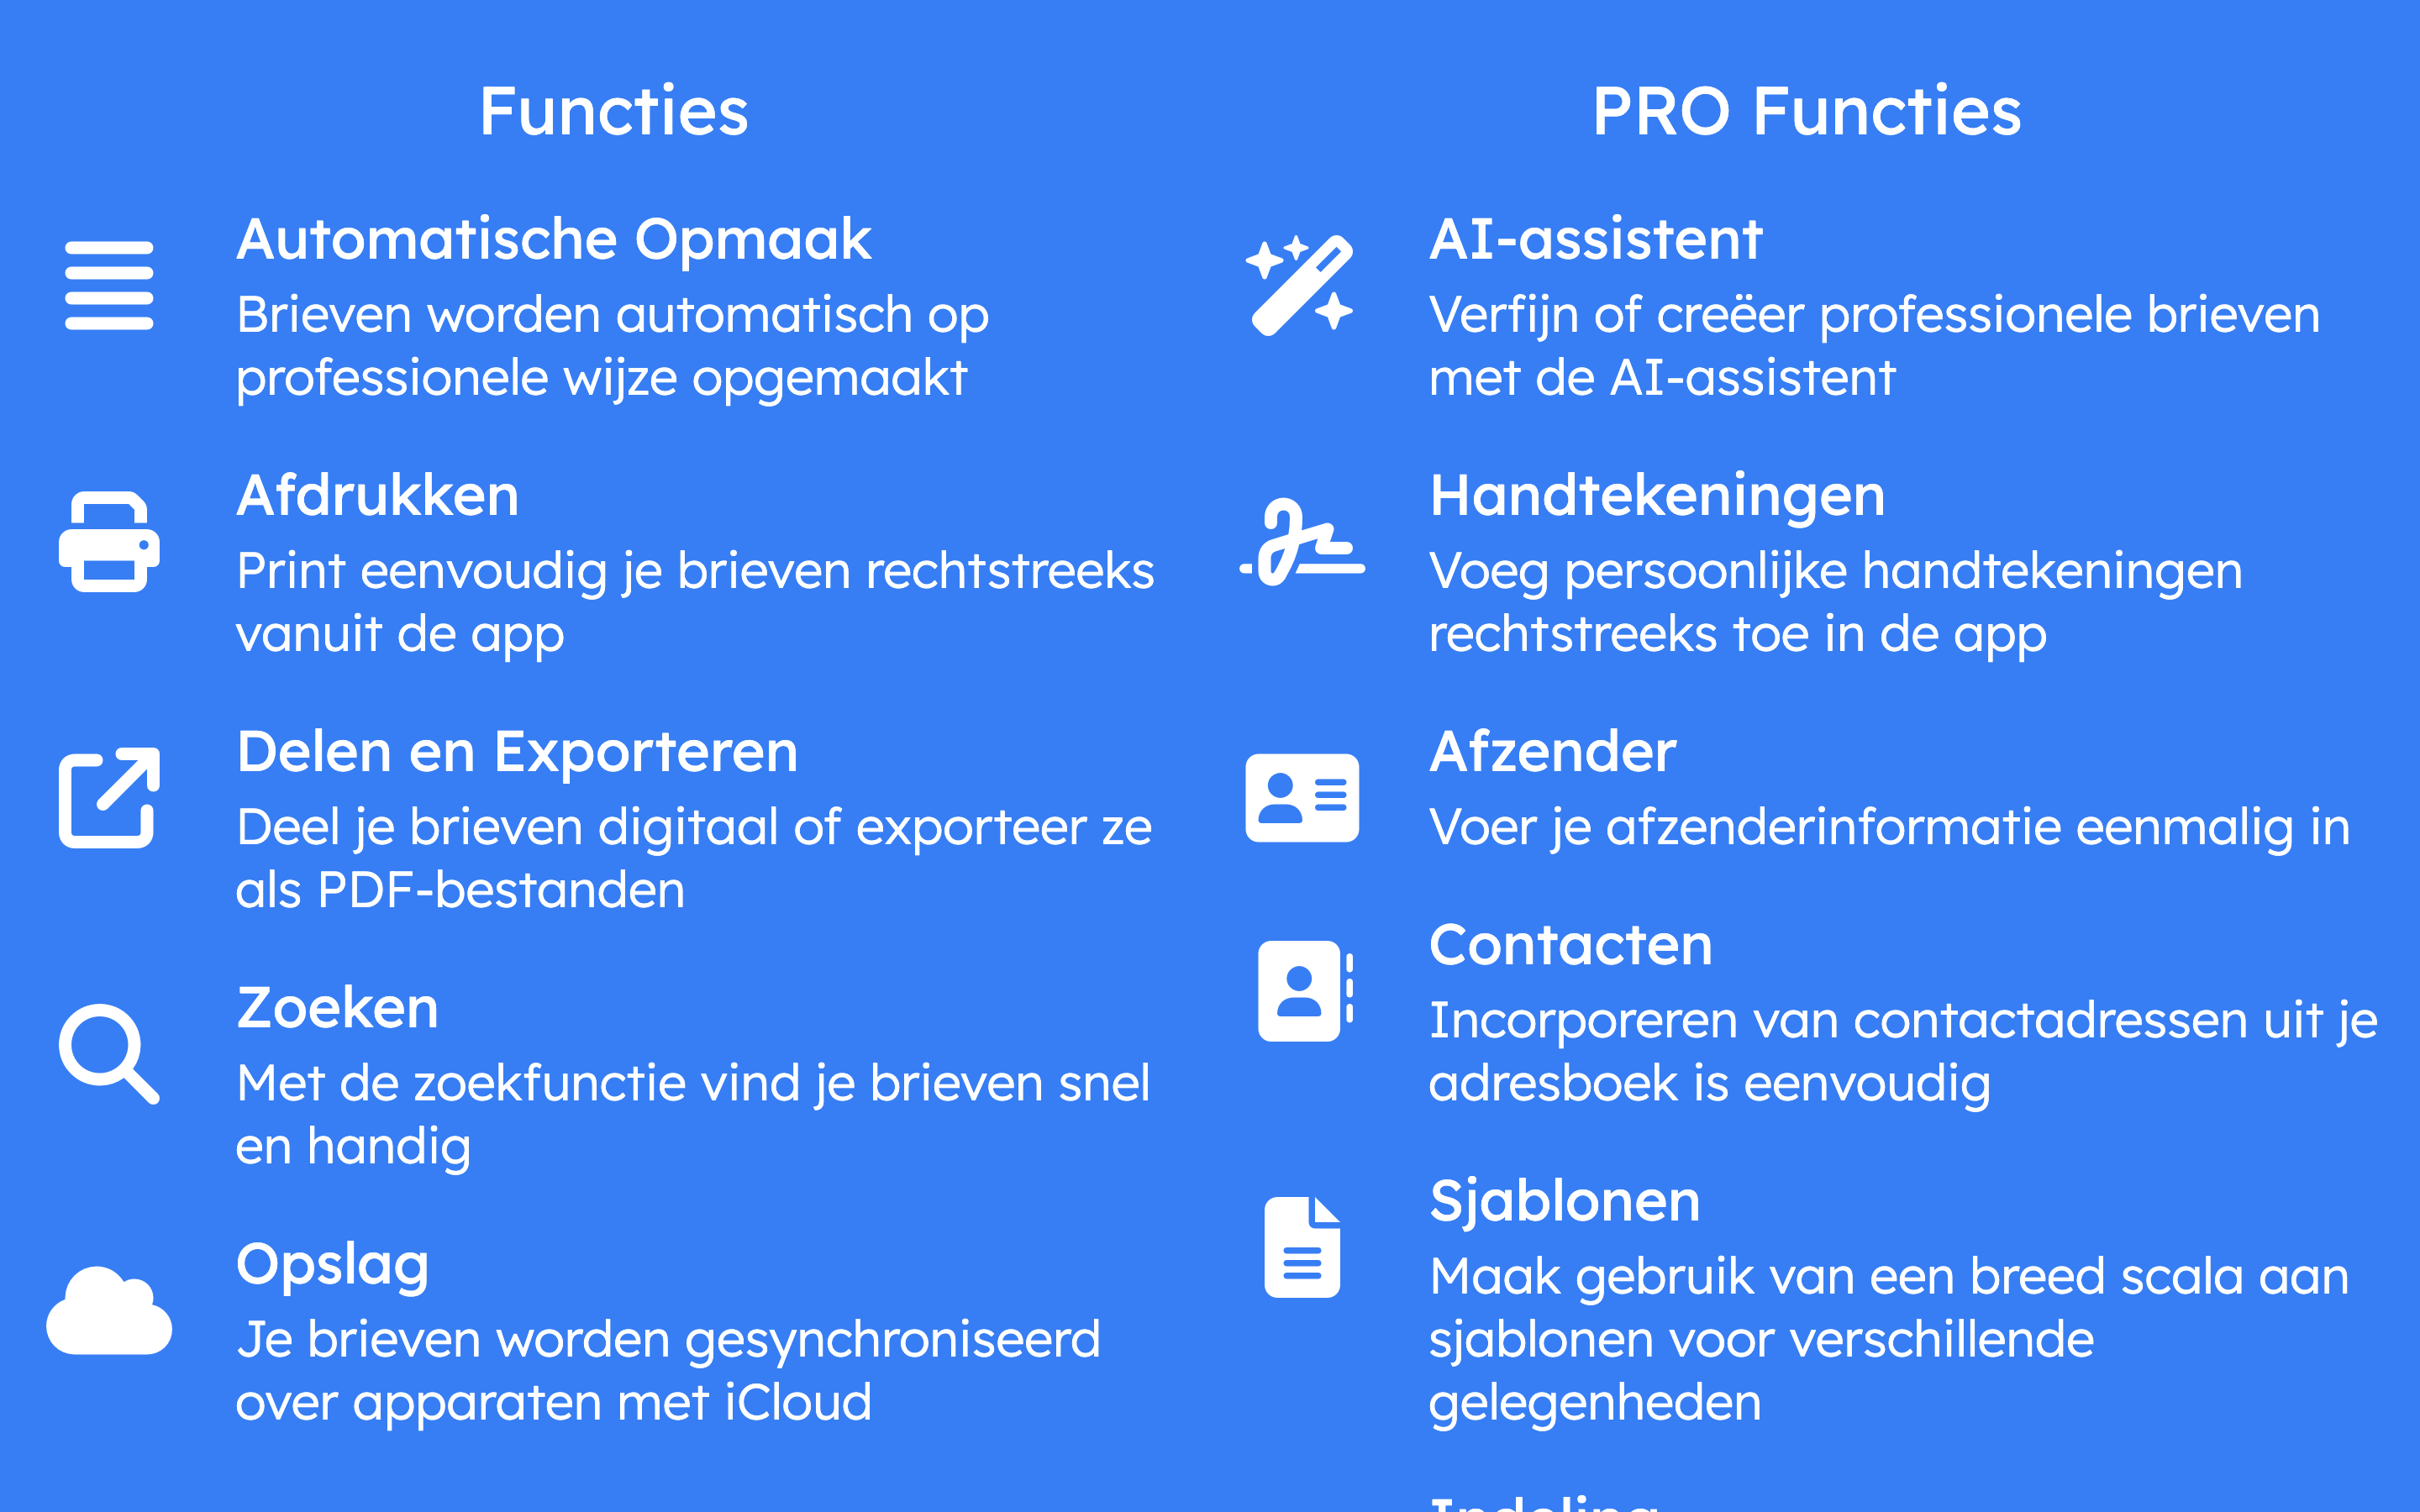 Functies
Automatische Opmaak
Brieven worden automatisch op
professionele wijze opgemaakt
Afdrukken
Print eenvoudig je brieven rechtstreeks
vanuit de app
Delen en Exporteren
Deel je brieven digitaal of exporteer ze
als PDF-bestanden
Zoeken
Met de zoekfunctie vind je brieven snel
en handig
Opslag
Je brieven worden gesynchroniseerd
over apparaten met iCloud
PRO Functies
AI-assistent
Verfijn of creëer professionele brieven
met de AI-assistent
Handtekeningen
Voeg persoonlijke handtekeningen
rechtstreeks toe in de app
Afzender
Voer je afzenderinformatie eenmalig in
Contacten
Incorporeren van contactadressen uit je
adresboek is eenvoudig
Sjablonen
Maak gebruik van een breed scala aan
sjablonen voor verschillende
gelegenheden
Indeling